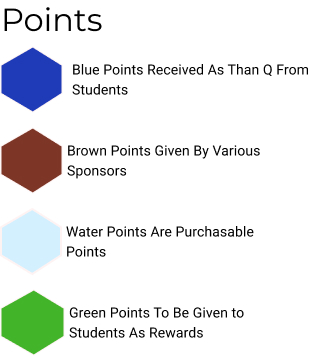 Points
Blue Points Received As Than Q From
Students
Brown Points Given By Various
Sponsors
Water Points Are Purchasable
Points
Green Points To Be Given to
Students As Rewards